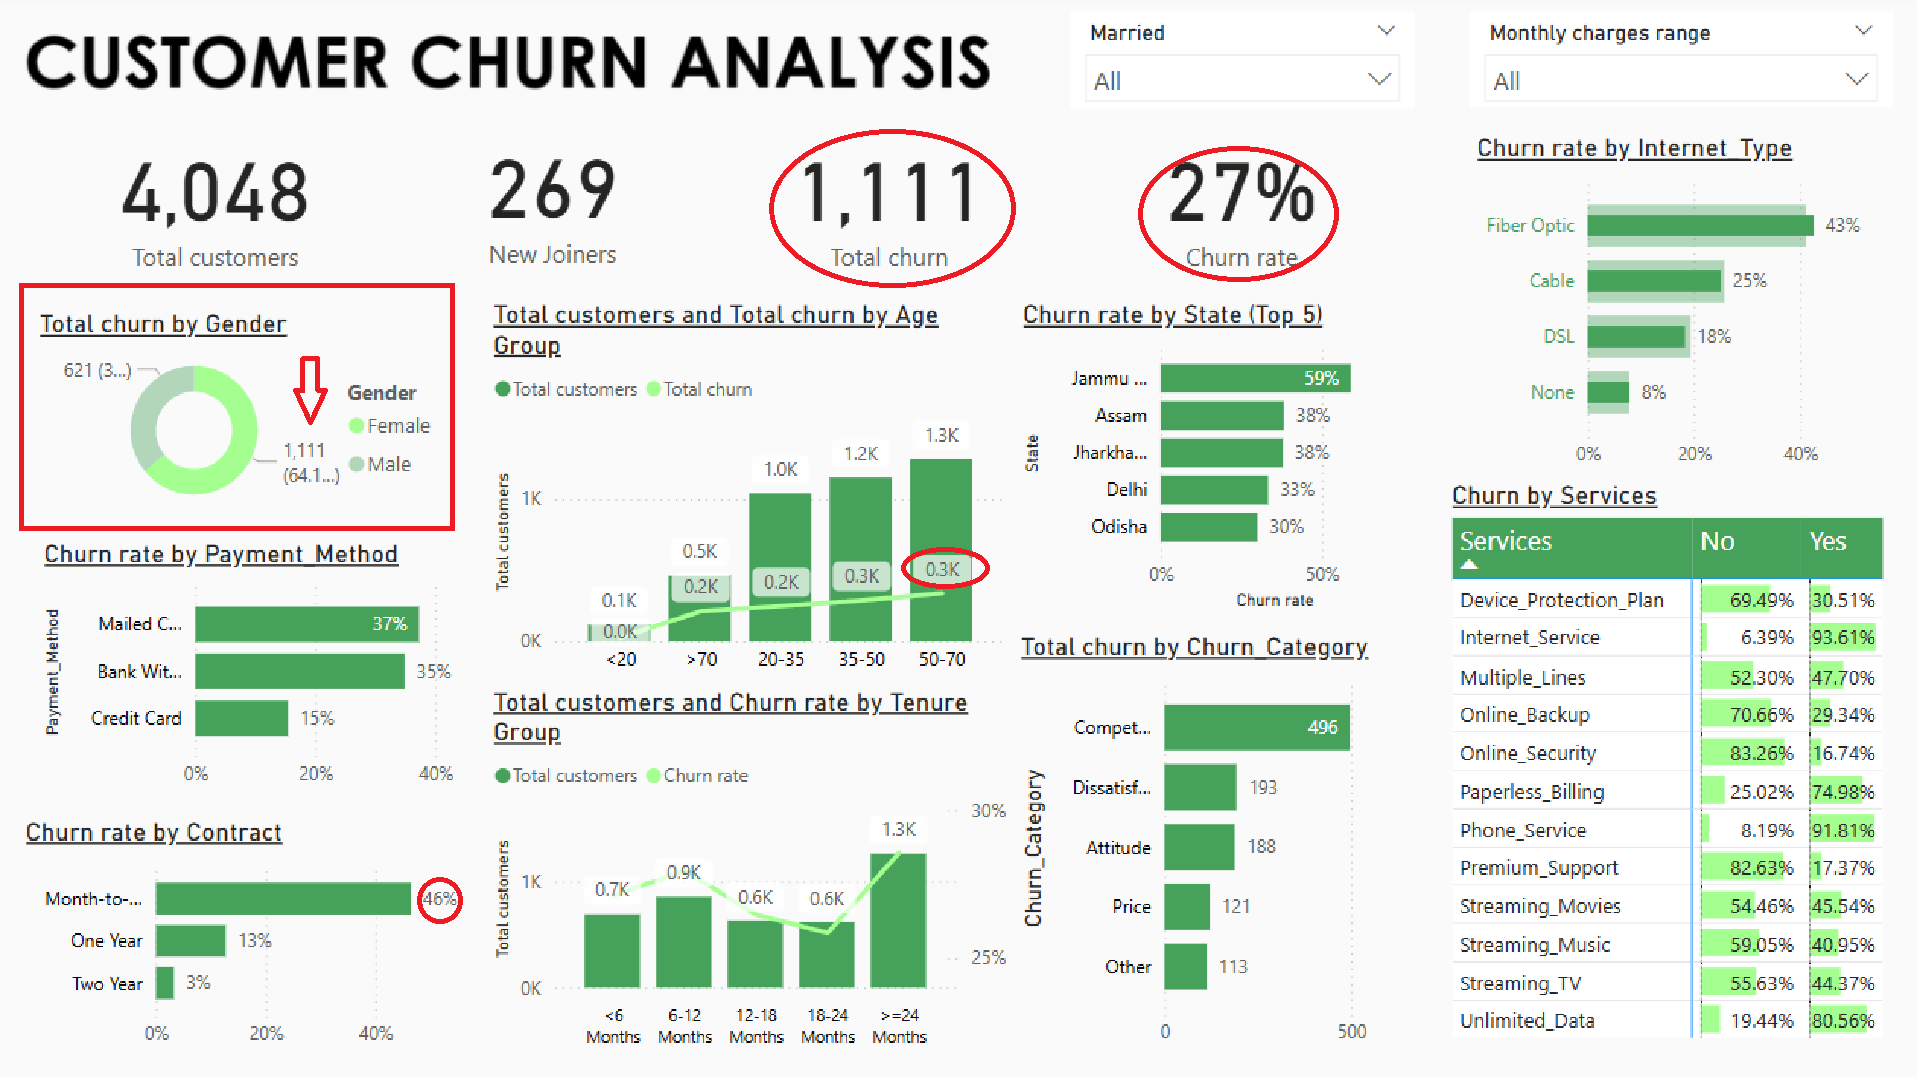 CUSTOMER CHURN ANALYSIS
Married
All
Monthly charges range
All
4,048
Total customers
269
New Joiners
1,111
Total churn
27%
Churn rate
Total churn by Gender
621 (3...)
1,111
(64.1...)
Gender
Female
Male
Churn rate by Payment_Method
Payment_Method
Mailed C... 37%
Bank Wit... 35%
Credit Card 15%
0% 20% 40%
Churn rate by Contract
Month-to-... 46%
One Year 13%
Two Year 3%
0% 20% 40%
Total customers and Total churn by Age
Group
Total customers Total churn
Total customers
1K
0K
0.1K 0.5K 1.0K 1.2K 1.3K
0.0K 0.2K 0.2K 0.3K 0.3K
<20 >70 20-35 35-50 50-70
Total customers and Churn rate by Tenure
Group
Total customers Churn rate
Total customers
1K
0K
0.7K 0.9K 0.6K 0.6K 1.3K
30%
25%
<6 6-12 12-18 18-24 >=24
Months Months Months Months Months
Churn rate by State (Top 5)
State
Jammu ... 59%
Assam 38%
Jharkha... 38%
Delhi 33%
Odisha 30%
0% 50%
Churn rate
Total churn by Churn_Category
Churn_Category
Compet... 496
Dissatisf... 193
Attitude 188
Price 121
Other 113
0 500
Churn rate by Internet_Type
Fiber Optic 43%
Cable 25%
DSL 18%
None 8%
0% 20% 40%
Churn by Services
Services No Yes
Device_Protection_Plan 69.49% 30.51%
Internet_Service 6.39% 93.61%
Multiple_Lines 52.30% 47.70%
Online_Backup 70.66% 29.34%
Online_Security 83.26% 16.74%
Paperless_Billing 25.02% 74.98%
Phone_Service 8.19% 91.81%
Premium_Support 82.63% 17.37%
Streaming_Movies 54.46% 45.54%
Streaming_Music 59.05% 40.95%
Streaming_TV 55.63% 44.37%
Unlimited_Data 19.44% 80.56%